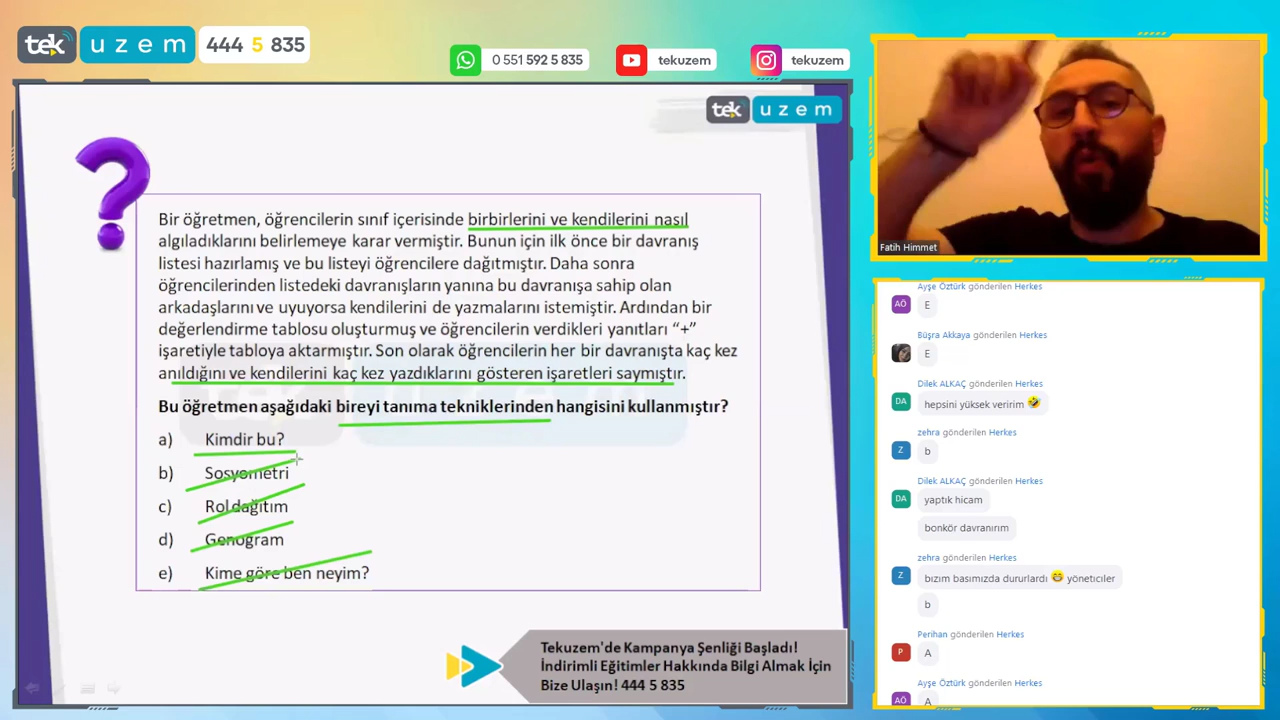 tek uzem 444 5 835
0 551 592 5 835
tekuzem
tekuzem
tek uzem
Bir öğretmen, öğrencilerin sınıf içerisinde birbirlerini ve kendilerini nasıl
algıladıklarını belirlemeye karar vermiştir. Bunun için ilk önce bir davranış
listesi hazırlamış ve bu listeyi öğrencilere dağıtmıştır. Daha sonra
öğrencilerinden listedeki davranışların yanına bu davranışa sahip olan
arkadaşlarını ve uyuyorsa kendilerini de yazmalarını istemiştir. Ardından bir
değerlendirme tablosu oluşturmuş ve öğrencilerin verdikleri yanıtları “+”
işaretiyle tabloya aktarmıştır. Son olarak öğrencilerin her bir davranışta kaç kez
anıldığını ve kendilerini kaç kez yazdıklarını gösteren işaretleri saymıştır.
Bu öğretmen aşağıdaki bireyi tanıma tekniklerinden hangisini kullanmıştır?
a) Kimdir bu?
b) Sosyometri
c) Rol dağıtım
d) Genogram
e) Kime göre ben neyim?
Tekuzem'de Kampanya Şenliği Başladı!
İndirimli Eğitimler Hakkında Bilgi Almak İçin
Bize Ulaşın! 444 5 835
Fatih Himmet
Ayşe Öztürk gönderilen Herkes
AÖ E
Büşra Akkaya gönderilen Herkes
E
Dilek ALKAÇ gönderilen Herkes
DA hepsini yüksek veririm 🤣
zehra gönderilen Herkes
Z b
Dilek ALKAÇ gönderilen Herkes
DA yaptık hicam
bonkör davranırım
zehra gönderilen Herkes
Z bizim basımızda dururlardı 😁 yöneticiler
b
Perihan gönderilen Herkes
P A
Ayşe Öztürk gönderilen Herkes
AÖ A